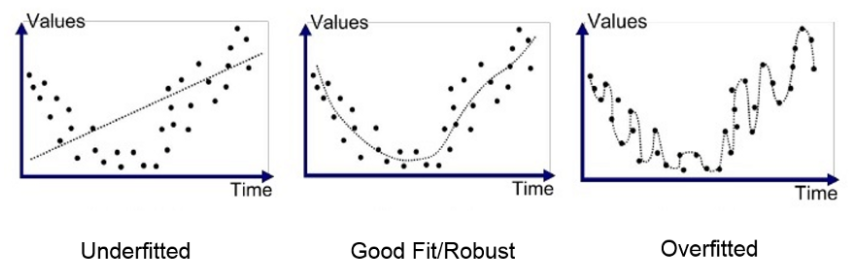 Values
Time
Underfitted
Values
Time
Good Fit/Robust
Values
Time
Overfitted